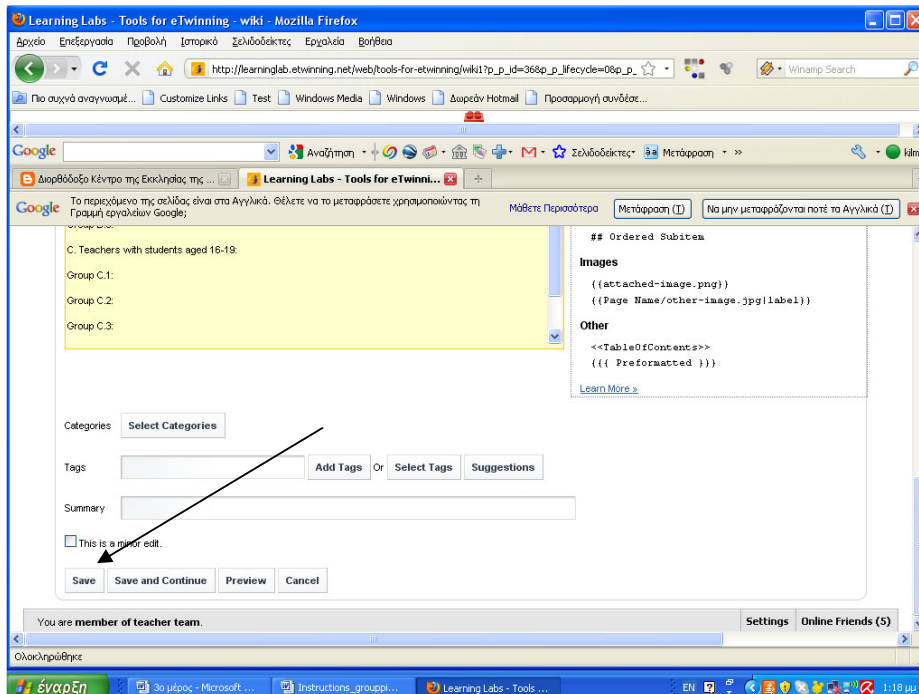 Learning Labs - Tools for eTwinning - wiki - Mozilla Firefox
Αρχείο Επεξεργασία Προβολή Ιστορικό Σελιδοδείκτες Εργαλεία Βοήθεια
http://learninglab.etwinning.net/web/tools-for-etwinning/wiki1?p_p_id=36&p_p_lifecycle=0&p_p_ Winamp Search
Πιο συχνά αναγνωσμέ... Customize Links Test Windows Media Windows Δωρεάν Hotmail Προσαρμογή συνδέσε...
Google Αναζήτηση Σελιδοδείκτες Μετάφραση » kilm
Διορθόδοξο Κέντρο της Εκκλησίας της ... Learning Labs - Tools for eTwinni...
Google Το περιεχόμενο της σελίδας είναι στα Αγγλικά. Θέλετε να το μεταφράσετε χρησιμοποιώντας τη Γραμμή εργαλείων Google; Μάθετε Περισσότερα Μετάφραση (Τ) Να μην μεταφράζονται ποτέ τα Αγγλικά (Τ)
C. Teachers with students aged 16-19:
Group C.1:
Group C.2:
Group C.3:
## Ordered Subitem
Images
{{attached-image.png}}
{{Page Name/other-image.jpg|label}}
Other
<<TableOfContents>>
{{{ Preformatted }}}
Learn More »
Categories Select Categories
Tags Add Tags Or Select Tags Suggestions
Summary
This is a minor edit.
Save Save and Continue Preview Cancel
You are member of teacher team. Settings Online Friends (5)
Ολοκληρώθηκε
έναρξη 3ο μέρος - Microsoft ... Instructions_grouppi... Learning Labs - Tools ... EN 1:18 μμ